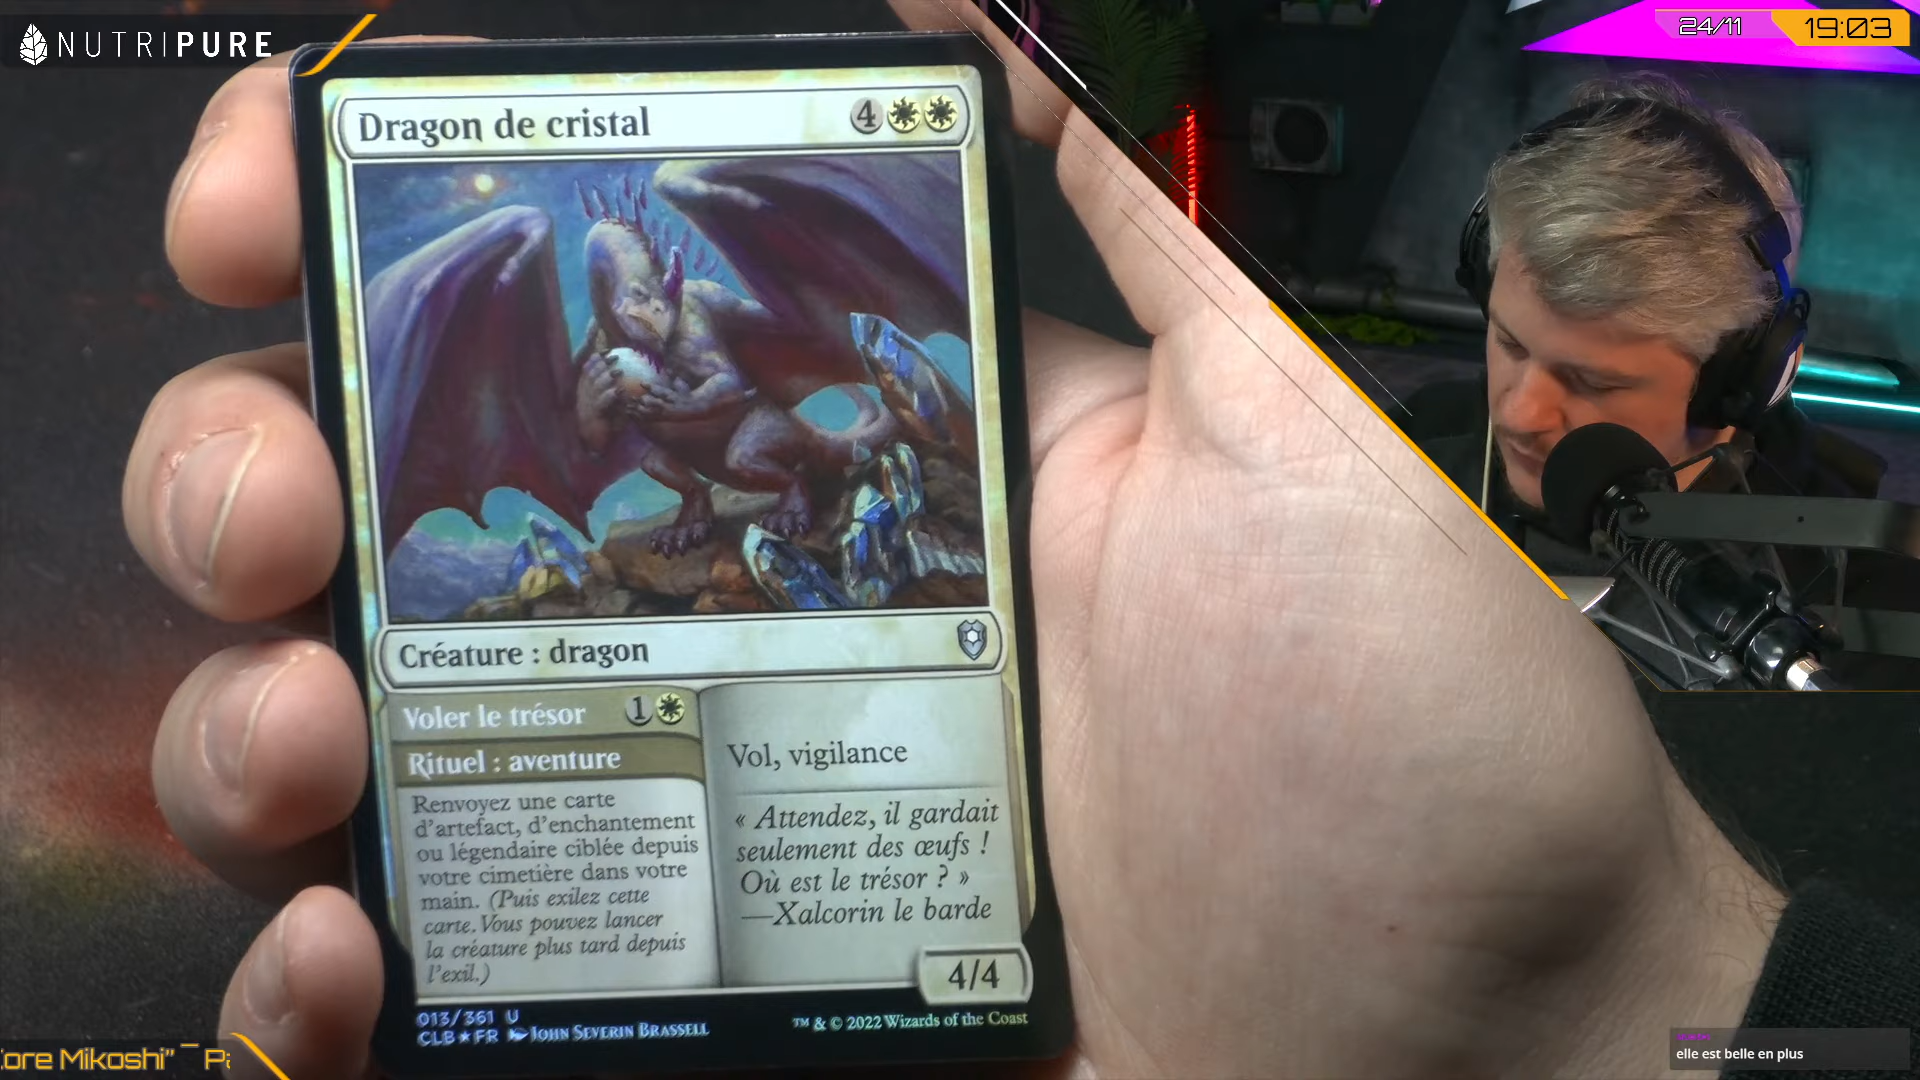 NUTRIPURE
24/11
19:03
Dragon de cristal
4
Créature : dragon
Voler le trésor
1
Rituel : aventure
Renvoyez une carte
d'artefact, d'enchantement
ou légendaire ciblée depuis
votre cimetière dans votre
main. (Puis exilez cette
carte. Vous pouvez lancer
la créature plus tard depuis
l'exil.)
Vol, vigilance
« Attendez, il gardait
seulement des œufs !
Où est le trésor ? »
—Xalcorin le barde
4/4
013/361 U
CLB★FR John Severin Brassell
™ & © 2022 Wizards of the Coast
ore Mikoshi" – Pa
elle est belle en plus